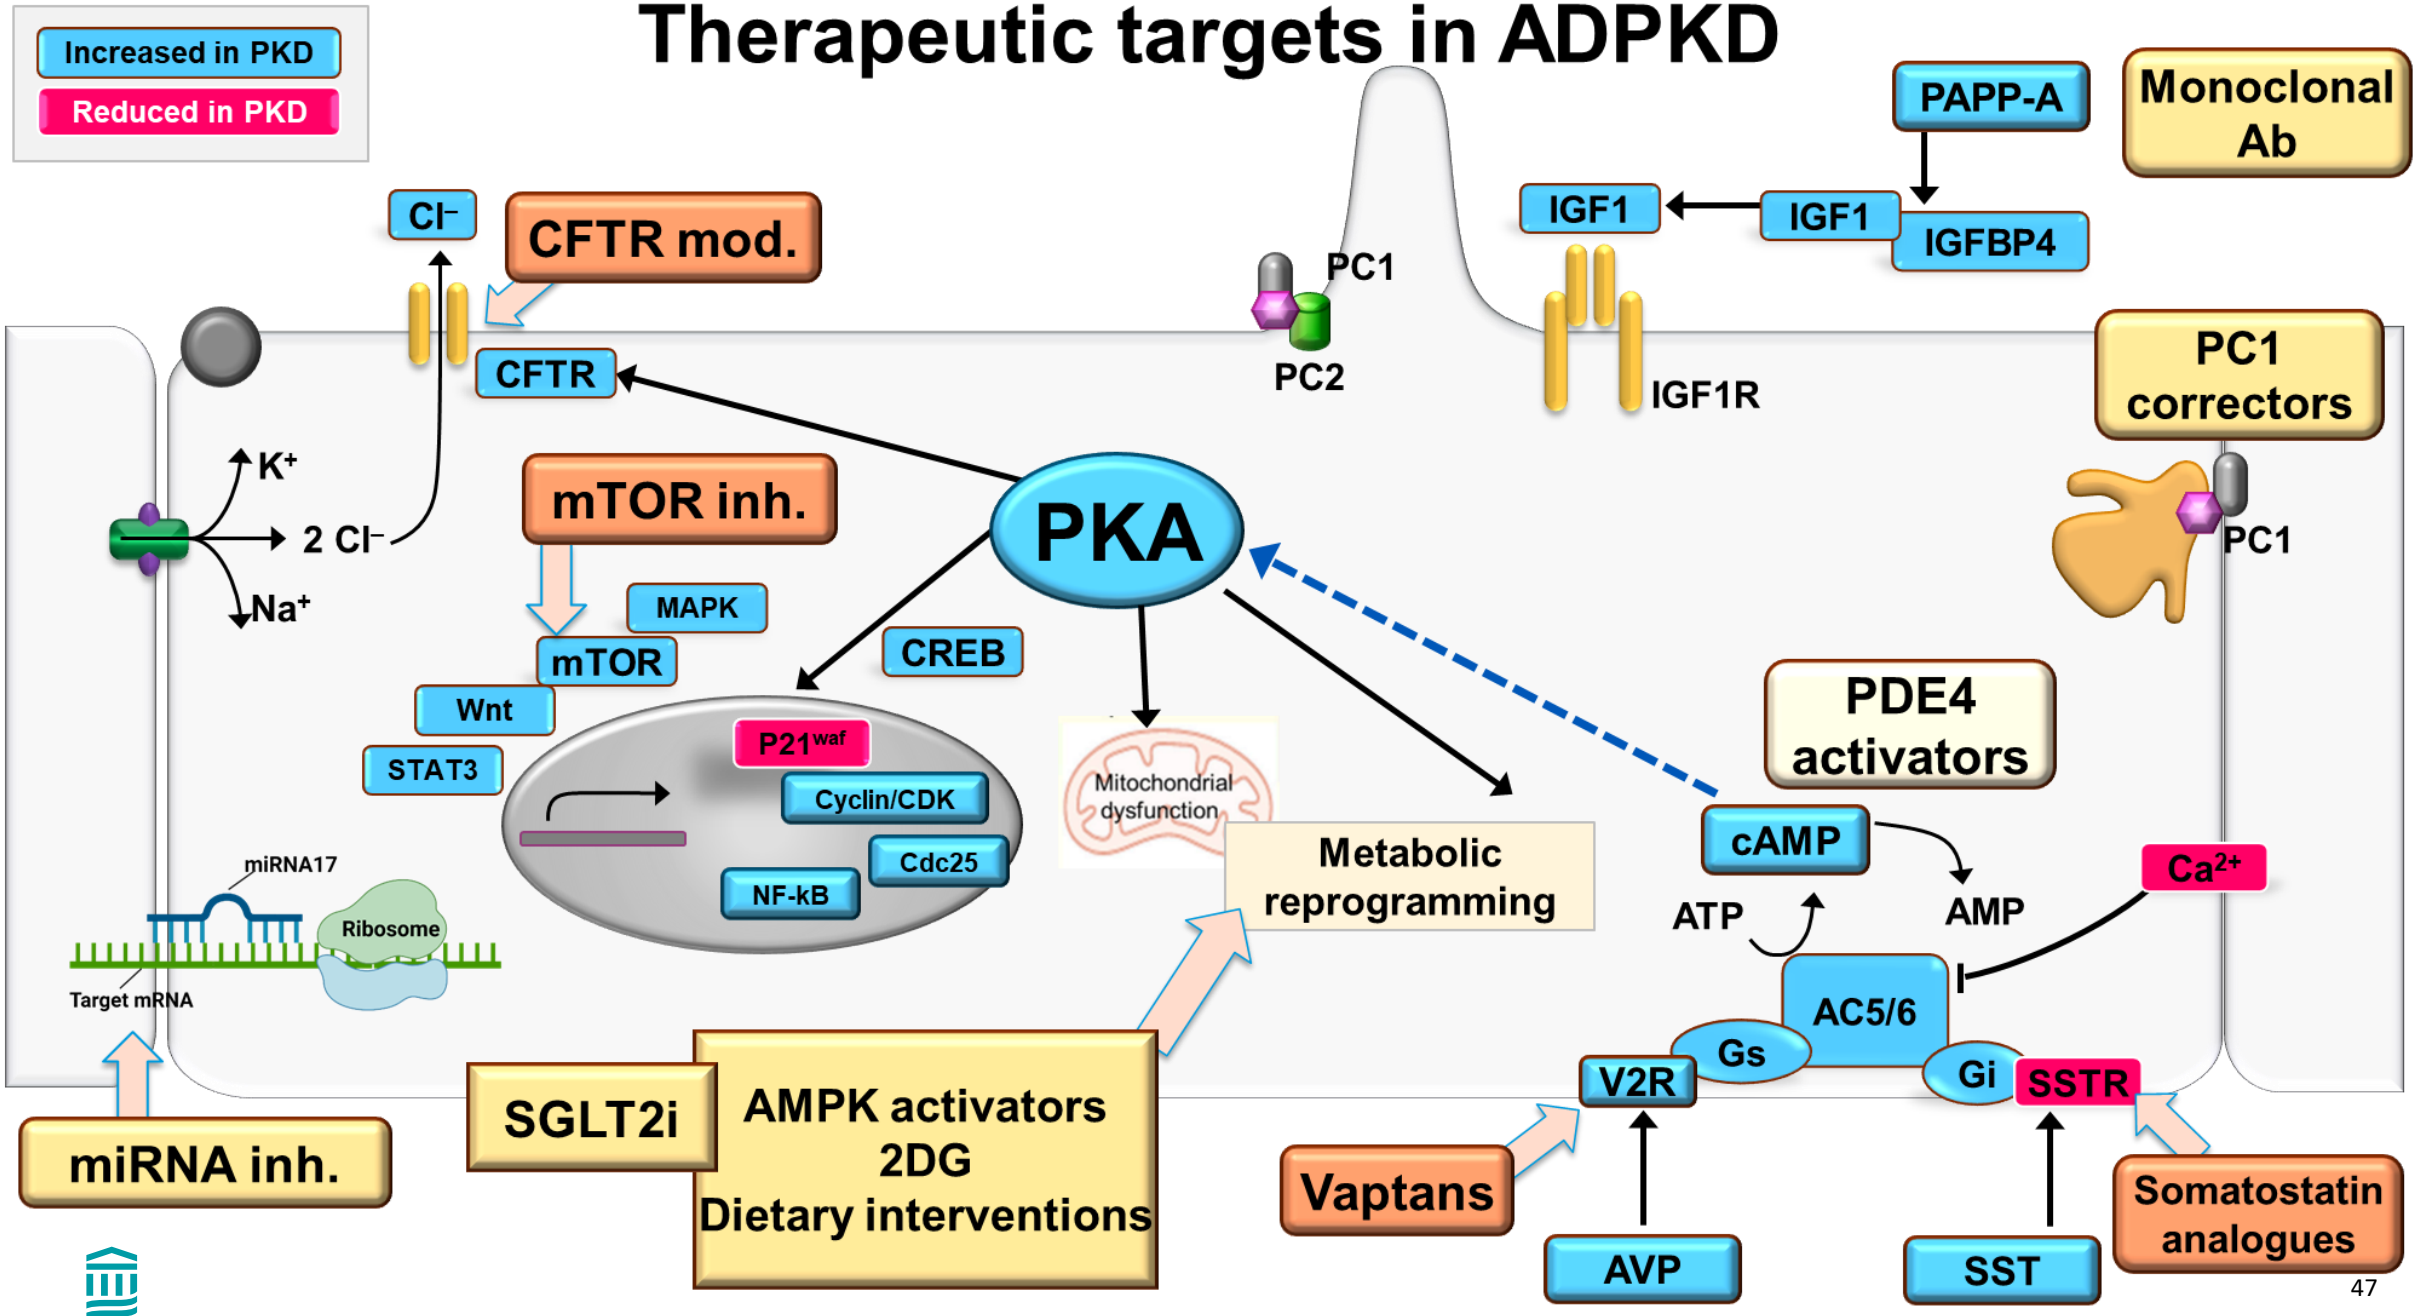 Therapeutic targets in ADPKD
Increased in PKD
Reduced in PKD
PAPP-A
Monoclonal
Ab
Cl–
CFTR mod.
IGF1
IGF1
IGFBP4
PC1
PC2
CFTR
IGF1R
PC1
correctors
K+
mTOR inh.
PKA
2 Cl–
PC1
Na+
MAPK
mTOR
CREB
Wnt
STAT3
P21waf
Cyclin/CDK
Cdc25
NF-kB
Mitochondrial
dysfunction
PDE4
activators
Metabolic
reprogramming
cAMP
Ca2+
ATP
AMP
miRNA17
Ribosome
Target mRNA
AC5/6
Gs
Gi
V2R
SSTR
SGLT2i
AMPK activators
2DG
Dietary interventions
miRNA inh.
Vaptans
Somatostatin
analogues
AVP
SST
47